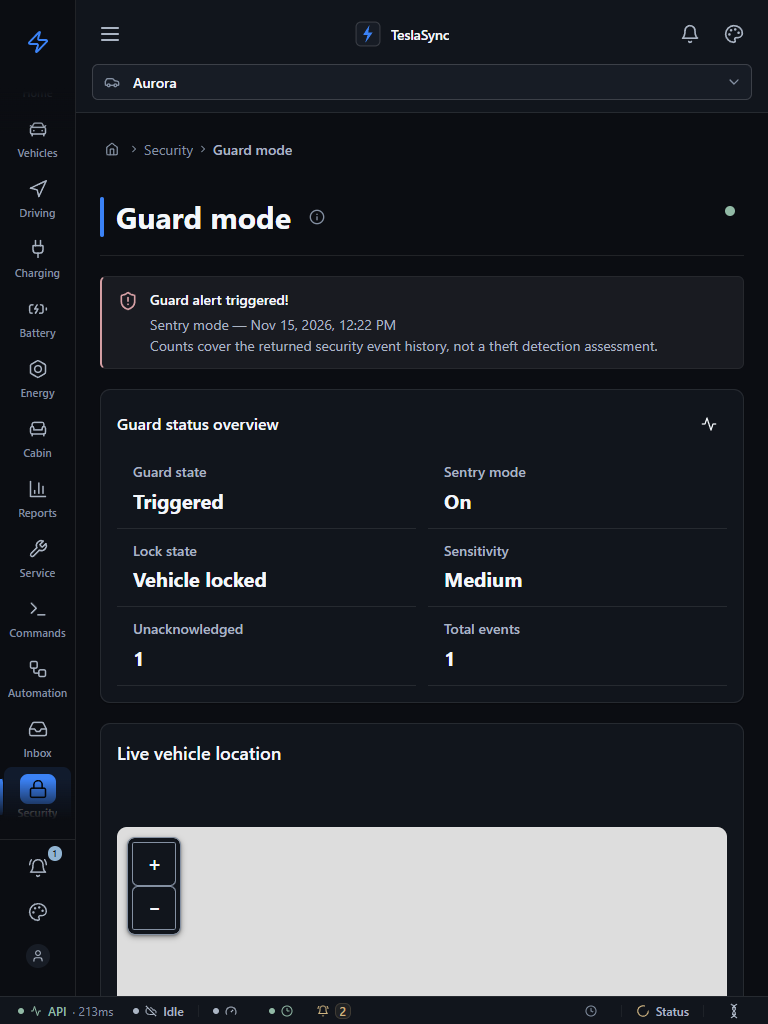 TeslaSync
Aurora
Vehicles
Driving
Charging
Battery
Energy
Cabin
Reports
Service
Commands
Automation
Inbox
Security
1
Security
Guard mode
Guard mode
Guard alert triggered!
Sentry mode — Nov 15, 2026, 12:22 PM
Counts cover the returned security event history, not a theft detection assessment.
Guard status overview
Guard state
Triggered
Sentry mode
On
Lock state
Vehicle locked
Sensitivity
Medium
Unacknowledged
1
Total events
1
Live vehicle location
+
−
API · 213ms
Idle
2
Status